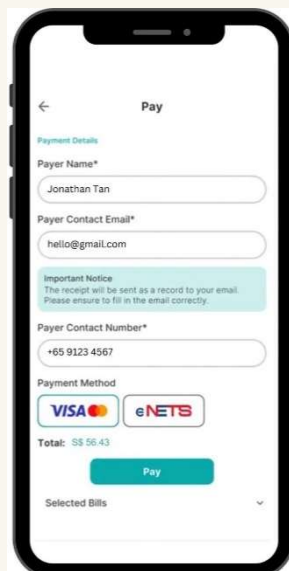 Pay
Payment Details
Payer Name*
Jonathan Tan
Payer Contact Email*
hello@gmail.com
Important Notice
The receipt will be sent as a record to your email.
Please ensure to fill in the email correctly.
Payer Contact Number*
+65 9123 4567
Payment Method
VISA eNETS
Total: S$ 56.43
Pay
Selected Bills